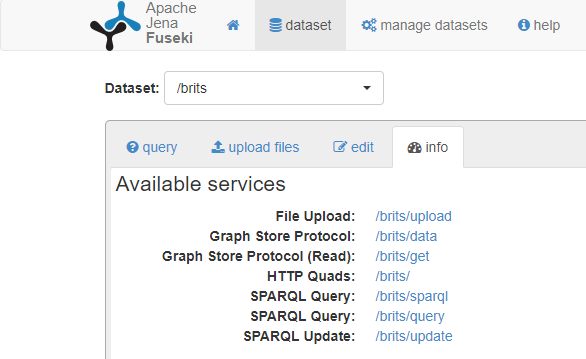 Apache
Jena
Fuseki
dataset
manage datasets
help
Dataset: /brits
query
upload files
edit
info
Available services
File Upload: /brits/upload
Graph Store Protocol: /brits/data
Graph Store Protocol (Read): /brits/get
HTTP Quads: /brits/
SPARQL Query: /brits/sparql
SPARQL Query: /brits/query
SPARQL Update: /brits/update